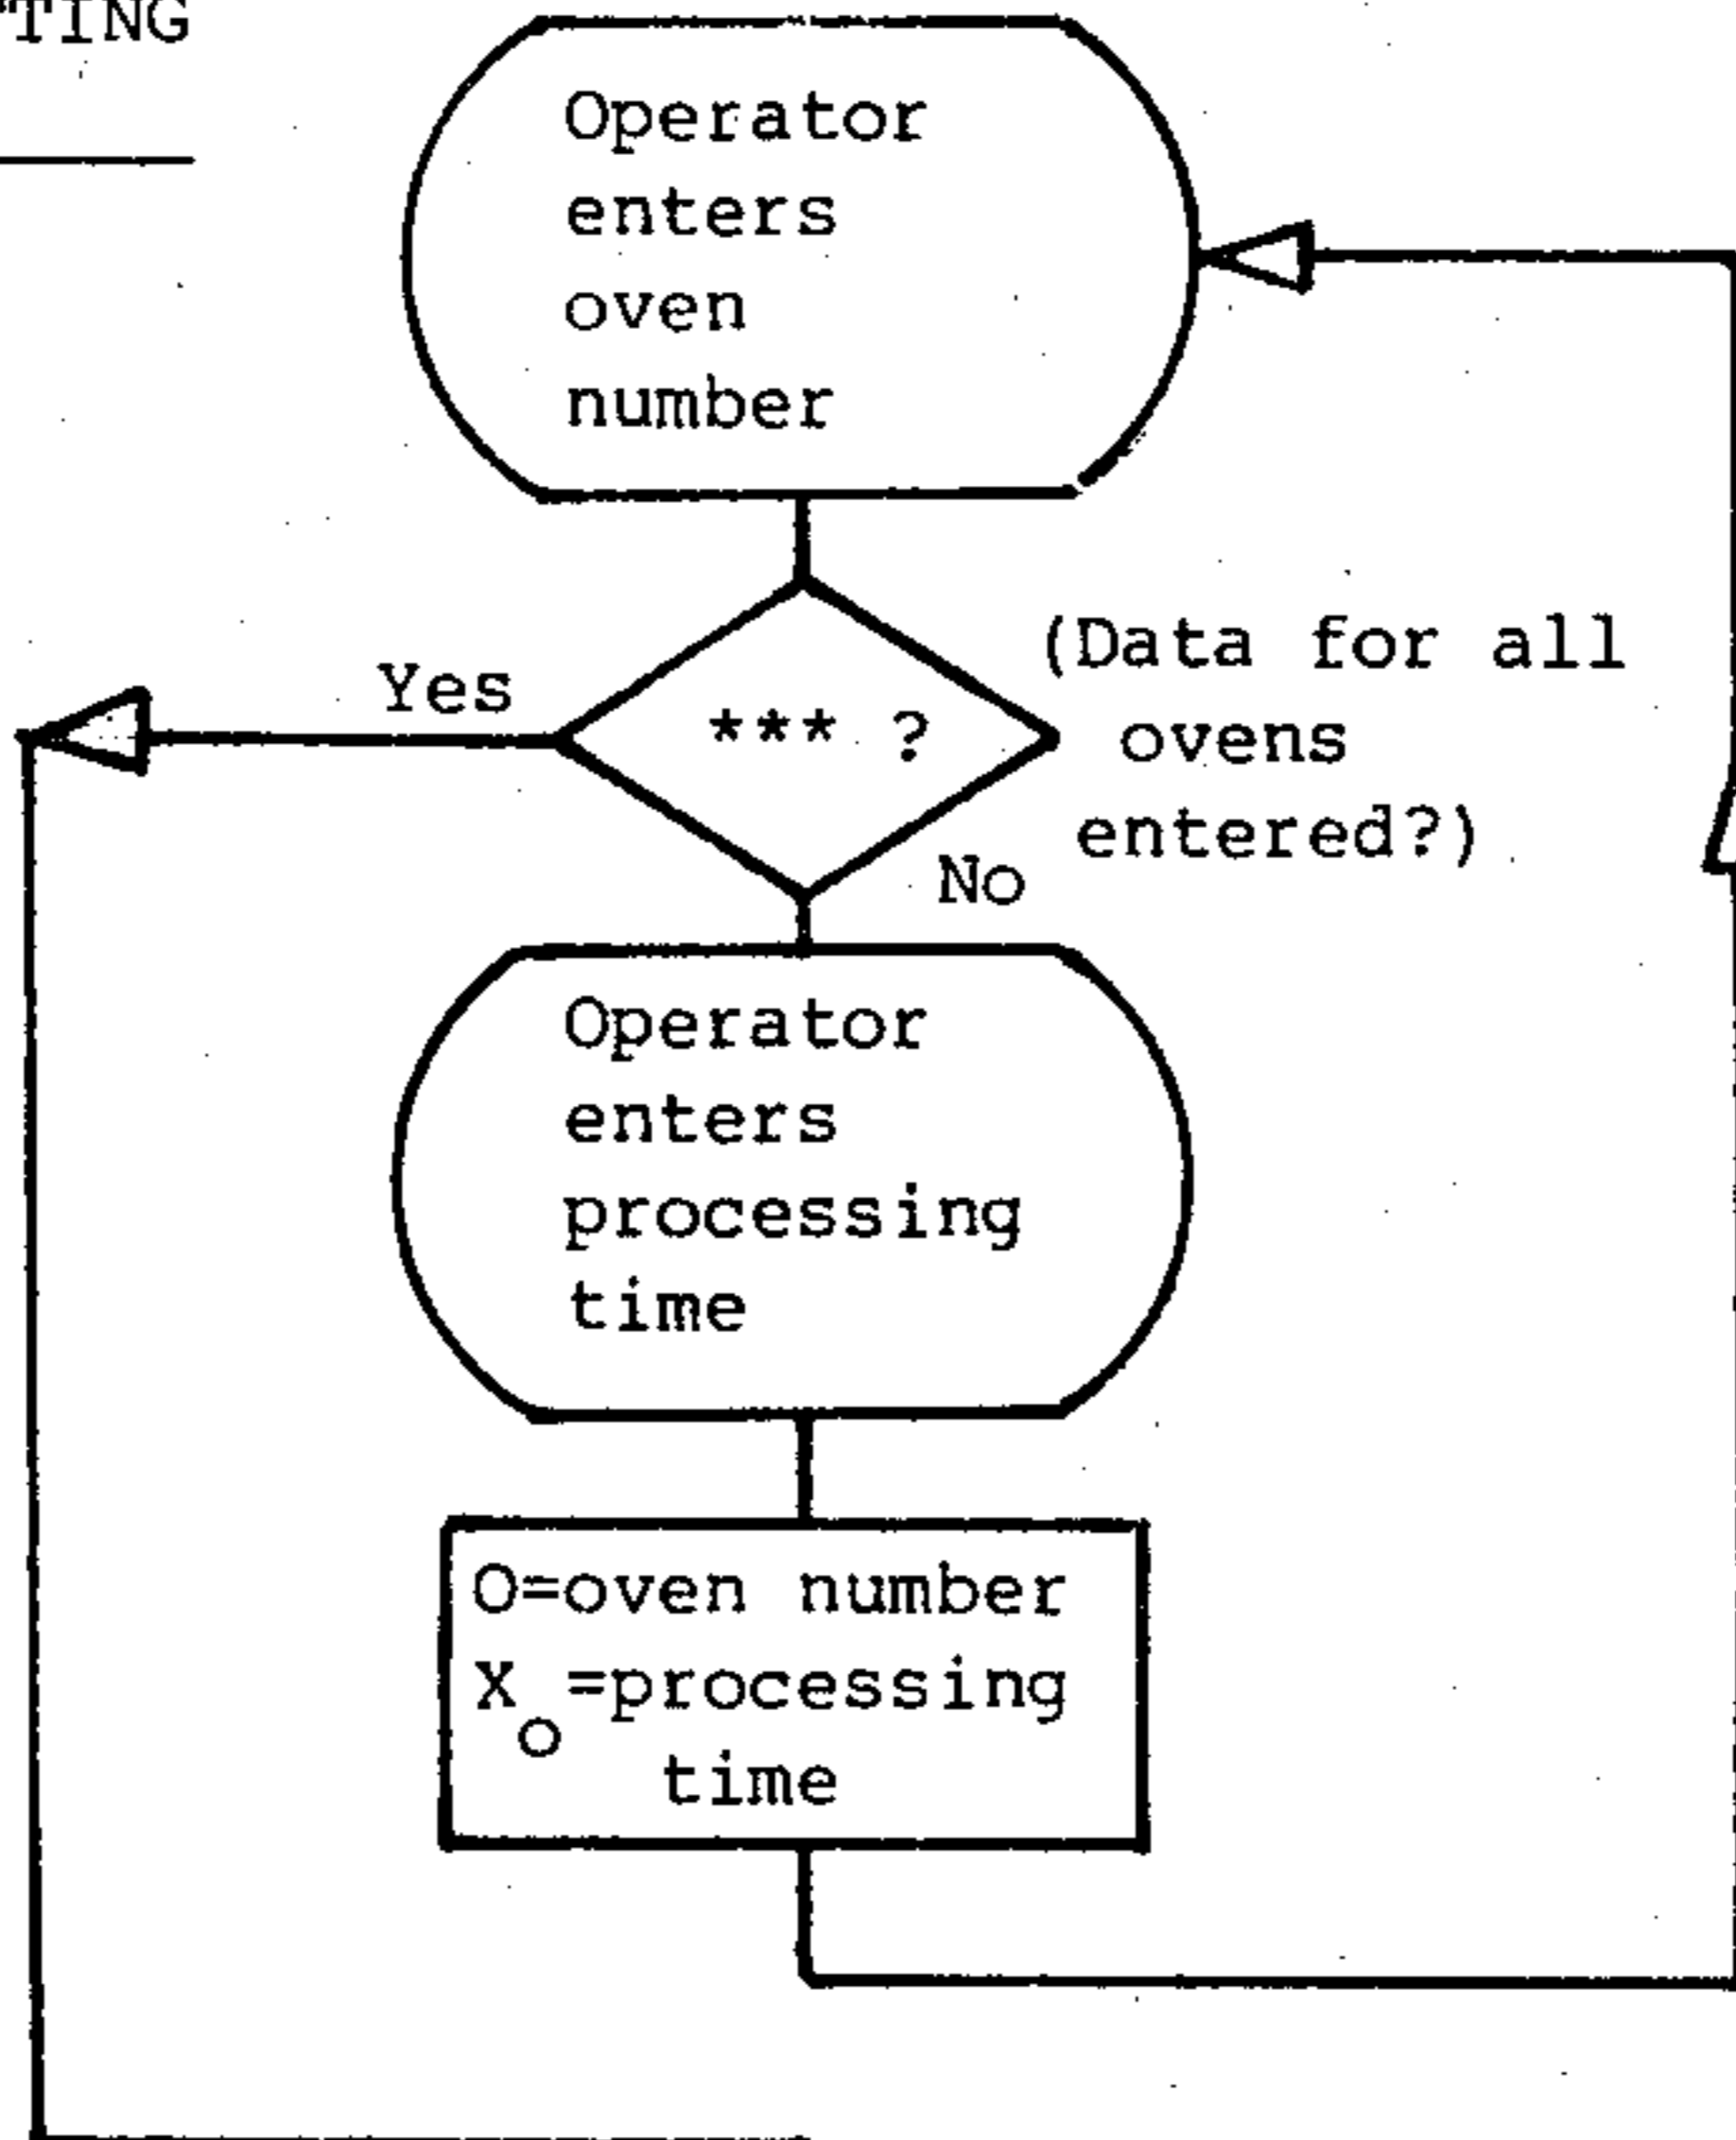 Operator
enters
oven
number
Yes
*** ?
(Data for all
ovens
entered?)
No
Operator
enters
processing
time
O=oven number
Xo=processing
time